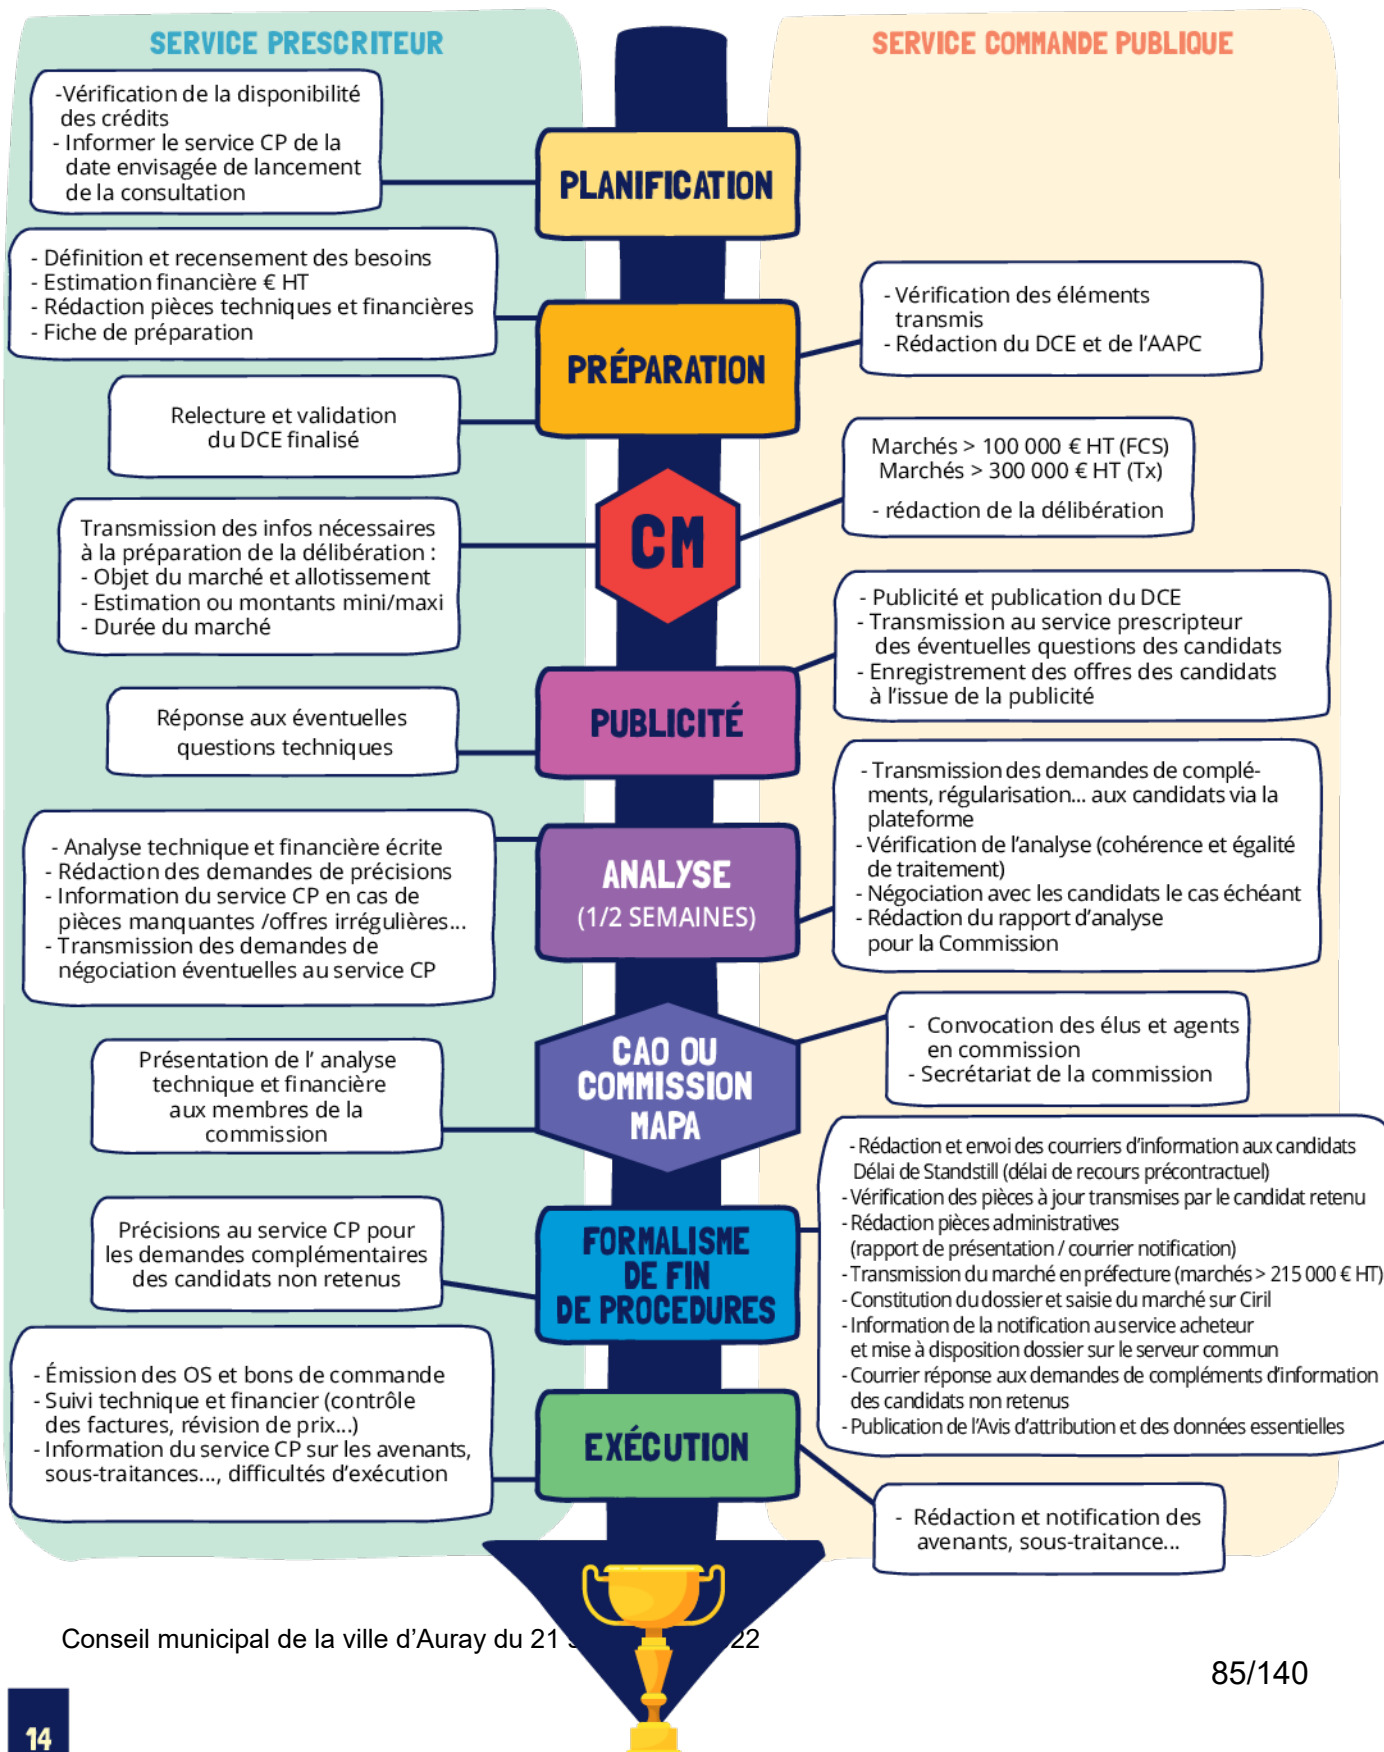 SERVICE PRESCRITEUR
SERVICE COMMANDE PUBLIQUE
-Vérification de la disponibilité
des crédits
- Informer le service CP de la
date envisagée de lancement
de la consultation
PLANIFICATION
- Définition et recensement des besoins
- Estimation financière € HT
- Rédaction pièces techniques et financières
- Fiche de préparation
PRÉPARATION
- Vérification des éléments
transmis
- Rédaction du DCE et de l'AAPC
Relecture et validation
du DCE finalisé
Marchés > 100 000 € HT (FCS)
Marchés > 300 000 € HT (Tx)
- rédaction de la délibération
CM
Transmission des infos nécessaires
à la préparation de la délibération :
- Objet du marché et allotissement
- Estimation ou montants mini/maxi
- Durée du marché
- Publicité et publication du DCE
- Transmission au service prescripteur
des éventuelles questions des candidats
- Enregistrement des offres des candidats
à l'issue de la publicité
PUBLICITÉ
Réponse aux éventuelles
questions techniques
- Transmission des demandes de complé-
ments, régularisation... aux candidats via la
plateforme
- Vérification de l'analyse (cohérence et égalité
de traitement)
- Négociation avec les candidats le cas échéant
- Rédaction du rapport d'analyse
pour la Commission
ANALYSE
(1/2 SEMAINES)
- Analyse technique et financière écrite
- Rédaction des demandes de précisions
- Information du service CP en cas de
pièces manquantes /offres irrégulières...
- Transmission des demandes de
négociation éventuelles au service CP
- Convocation des élus et agents
en commission
- Secrétariat de la commission
CAO OU
COMMISSION
MAPA
Présentation de l' analyse
technique et financière
aux membres de la
commission
- Rédaction et envoi des courriers d'information aux candidats
Délai de Standstill (délai de recours précontractuel)
- Vérification des pièces à jour transmises par le candidat retenu
- Rédaction pièces administratives
(rapport de présentation / courrier notification)
- Transmission du marché en préfecture (marchés > 215 000 € HT)
- Constitution du dossier et saisie du marché sur Ciril
- Information de la notification au service acheteur
et mise à disposition dossier sur le serveur commun
- Courrier réponse aux demandes de compléments d'information
des candidats non retenus
- Publication de l'Avis d'attribution et des données essentielles
FORMALISME
DE FIN
DE PROCEDURES
Précisions au service CP pour
les demandes complémentaires
des candidats non retenus
- Émission des OS et bons de commande
- Suivi technique et financier (contrôle
des factures, révision de prix...)
- Information du service CP sur les avenants,
sous-traitances..., difficultés d'exécution
EXÉCUTION
- Rédaction et notification des
avenants, sous-traitance...
Conseil municipal de la ville d'Auray du 21 22
85/140
14